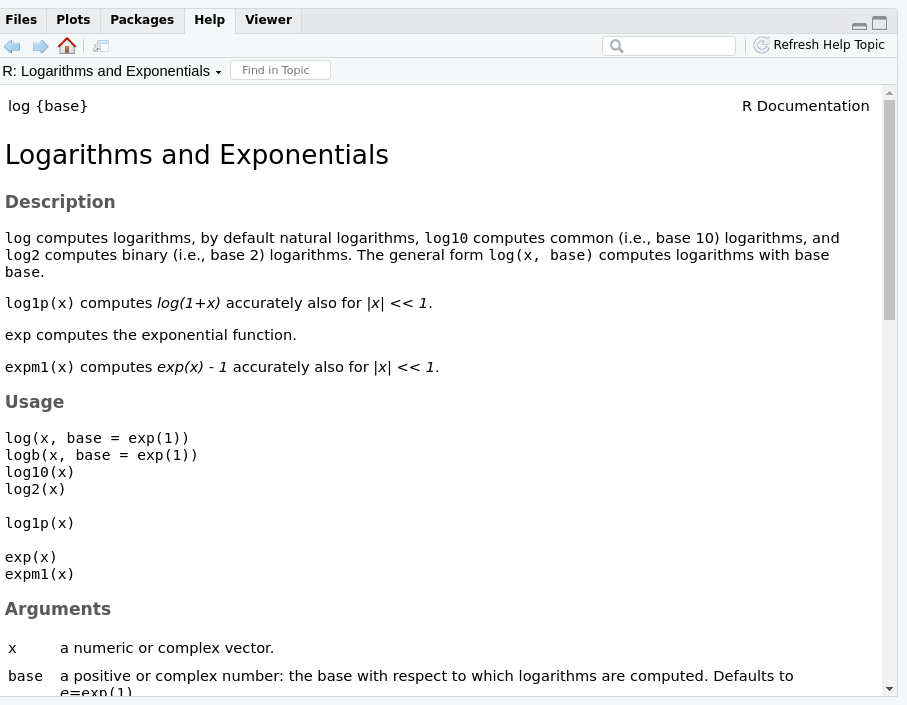 Files Plots Packages Help Viewer
Refresh Help Topic
R: Logarithms and Exponentials Find in Topic
log {base} R Documentation
Logarithms and Exponentials
Description
log computes logarithms, by default natural logarithms, log10 computes common (i.e., base 10) logarithms, and
log2 computes binary (i.e., base 2) logarithms. The general form log(x, base) computes logarithms with base
base.
log1p(x) computes log(1+x) accurately also for |x| << 1.
exp computes the exponential function.
expm1(x) computes exp(x) - 1 accurately also for |x| << 1.
Usage
log(x, base = exp(1))
logb(x, base = exp(1))
log10(x)
log2(x)
log1p(x)
exp(x)
expm1(x)
Arguments
x a numeric or complex vector.
base a positive or complex number: the base with respect to which logarithms are computed. Defaults to
e=exp(1)